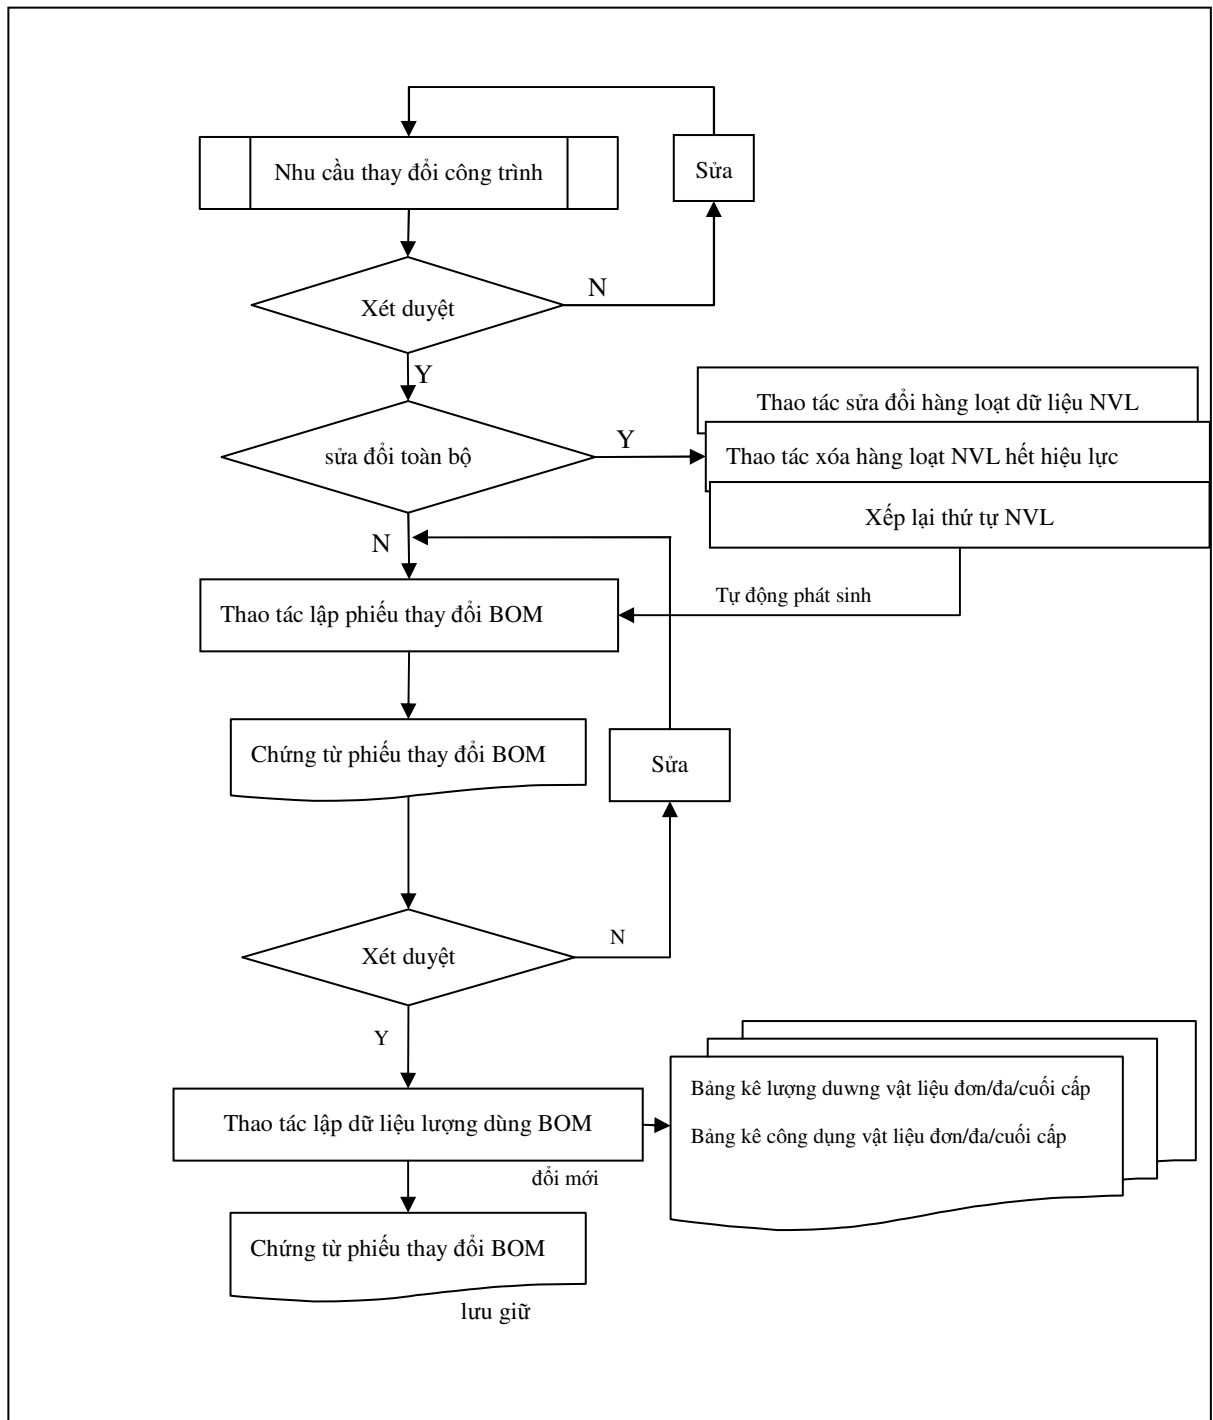 Nhu cầu thay đổi công trình
Sửa
Xét duyệt
N
Y
Thao tác sửa đổi hàng loạt dữ liệu NVL
sửa đổi toàn bộ
Y
Thao tác xóa hàng loạt NVL hết hiệu lực
Xếp lại thứ tự NVL
N
Tự động phát sinh
Thao tác lập phiếu thay đổi BOM
Chứng từ phiếu thay đổi BOM
Sửa
Xét duyệt
N
Y
Bảng kê lượng duwng vật liệu đơn/đa/cuối cấp
Thao tác lập dữ liệu lượng dùng BOM
Bảng kê công dụng vật liệu đơn/đa/cuối cấp
đổi mới
Chứng từ phiếu thay đổi BOM
lưu giữ